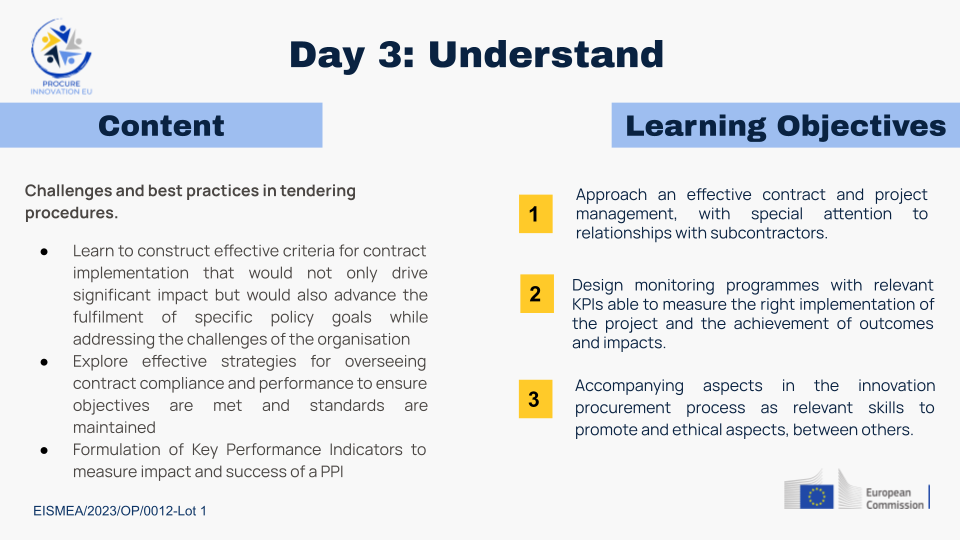 PROCURE
INNOVATION EU
Day 3: Understand
Content
Challenges and best practices in tendering
procedures.
● Learn to construct effective criteria for contract
implementation that would not only drive
significant impact but would also advance the
fulfilment of specific policy goals while
addressing the challenges of the organisation
● Explore effective strategies for overseeing
contract compliance and performance to ensure
objectives are met and standards are
maintained
● Formulation of Key Performance Indicators to
measure impact and success of a PPI
EISMEA/2023/OP/0012-Lot 1
Learning Objectives
1
Approach an effective contract and project
management, with special attention to
relationships with subcontractors.
2
Design monitoring programmes with relevant
KPIs able to measure the right implementation of
the project and the achievement of outcomes
and impacts.
3
Accompanying aspects in the innovation
procurement process as relevant skills to
promote and ethical aspects, between others.
European
Commission